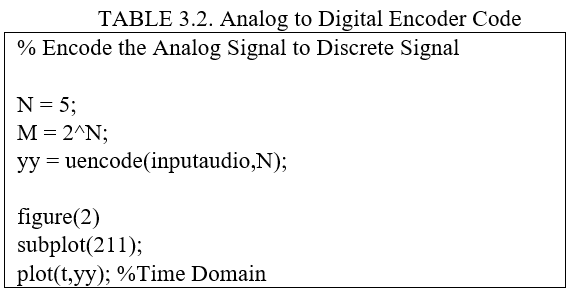 TABLE 3.2. Analog to Digital Encoder Code
% Encode the Analog Signal to Discrete Signal
N = 5;
M = 2^N;
yy = uencode(inputaudio,N);
figure(2)
subplot(211);
plot(t,yy); %Time Domain